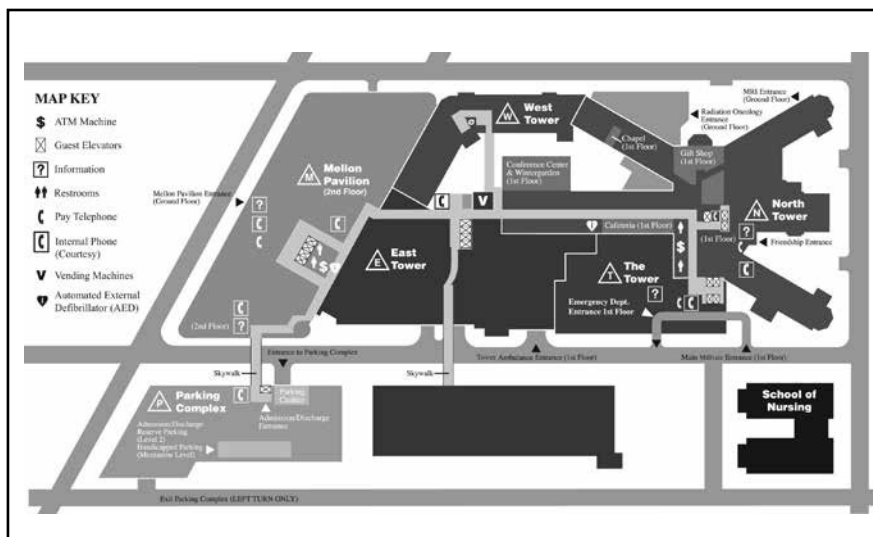 MAP KEY
$ ATM Machine
Guest Elevators
? Information
Restrooms
Pay Telephone
Internal Phone
(Courtesy)
V Vending Machines
Automated External
Defibrillator (AED)
Mellon Pavilion Entrance
(Ground Floor)
M
Mellon
Pavilion
(2nd Floor)
W
West
Tower
Chapel
(1st Floor)
MRI Entrance
(Ground Floor)
Radiation Oncology
Entrance
(Ground Floor)
Gift Shop
(1st Floor)
Conference Center
& Wintergarden
(1st Floor)
V
N
North
Tower
(1st Floor)
?
Friendship Entrance
Cafeteria (1st Floor)
$
E
East
Tower
T
The
Tower
Emergency Dept.
Entrance 1st Floor
?
?
$
(2nd Floor)
?
Entrance to Parking Complex
Tower Ambulance Entrance (1st Floor)
Main Millvale Entrance (1st Floor)
Skywalk
Skywalk
P
Parking
Complex
Parking
Cashier
Admission/Discharge
Entrance
Admission/Discharge
Reserve Parking
(Level 2)
Handicapped Parking
(Mezzanine Level)
School of
Nursing
Exit Parking Complex (LEFT TURN ONLY)